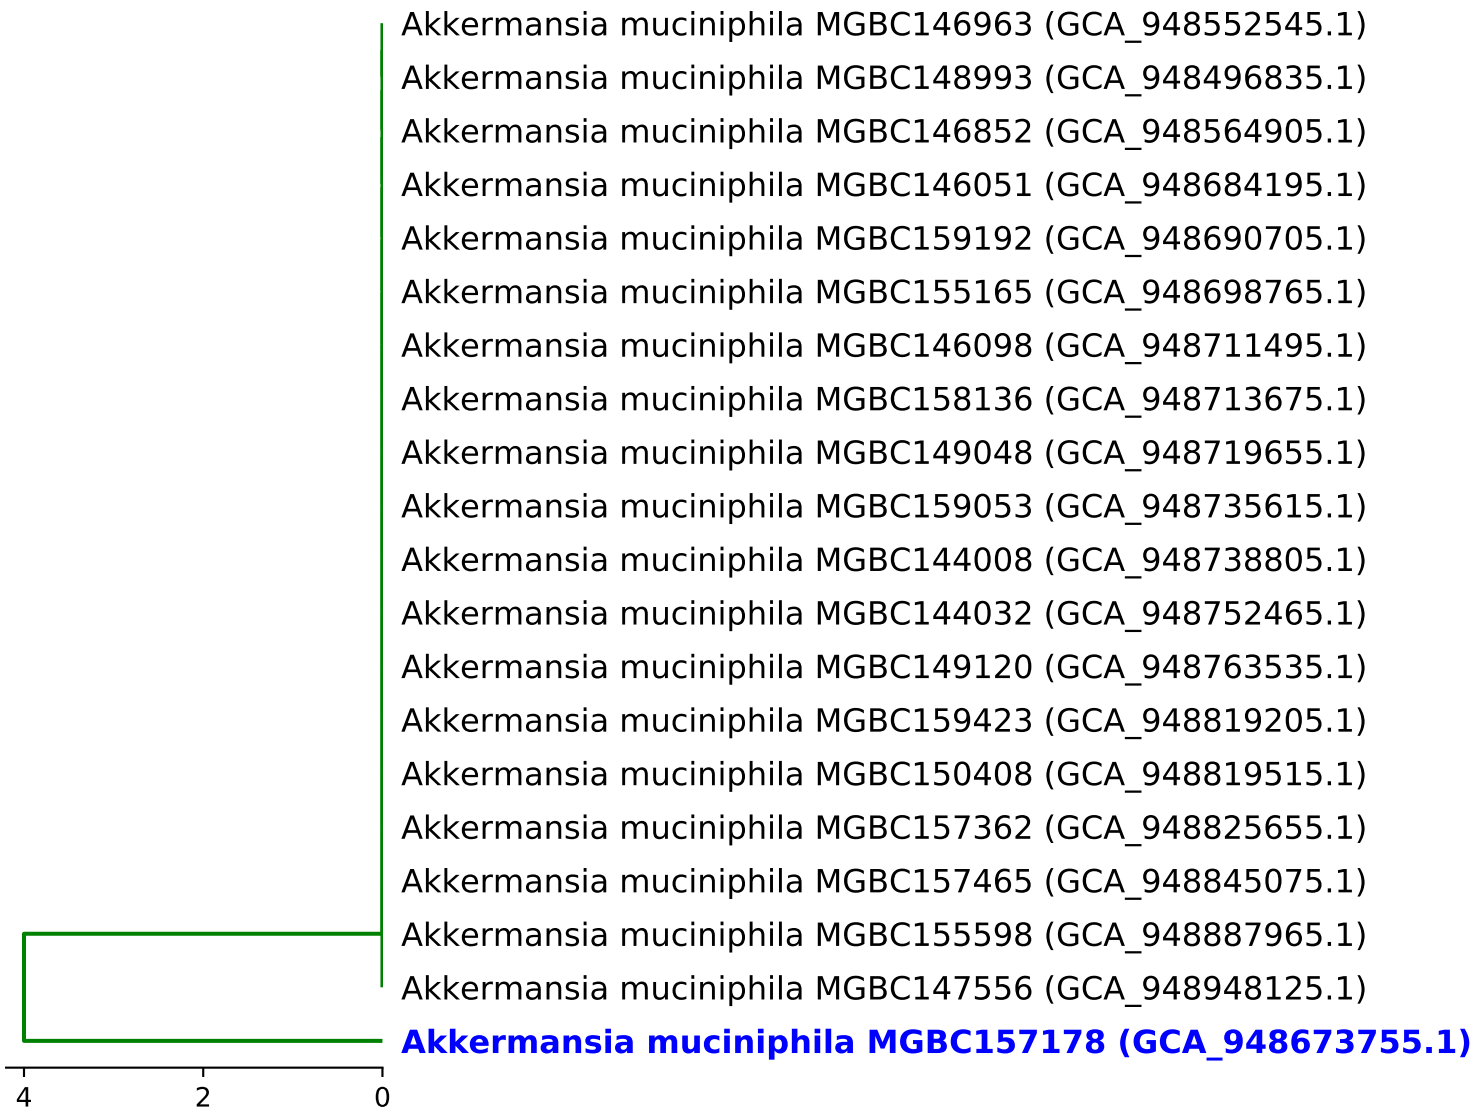 Akkermansia muciniphila MGBC146963 (GCA_948552545.1)
Akkermansia muciniphila MGBC148993 (GCA_948496835.1)
Akkermansia muciniphila MGBC146852 (GCA_948564905.1)
Akkermansia muciniphila MGBC146051 (GCA_948684195.1)
Akkermansia muciniphila MGBC159192 (GCA_948690705.1)
Akkermansia muciniphila MGBC155165 (GCA_948698765.1)
Akkermansia muciniphila MGBC146098 (GCA_948711495.1)
Akkermansia muciniphila MGBC158136 (GCA_948713675.1)
Akkermansia muciniphila MGBC149048 (GCA_948719655.1)
Akkermansia muciniphila MGBC159053 (GCA_948735615.1)
Akkermansia muciniphila MGBC144008 (GCA_948738805.1)
Akkermansia muciniphila MGBC144032 (GCA_948752465.1)
Akkermansia muciniphila MGBC149120 (GCA_948763535.1)
Akkermansia muciniphila MGBC159423 (GCA_948819205.1)
Akkermansia muciniphila MGBC150408 (GCA_948819515.1)
Akkermansia muciniphila MGBC157362 (GCA_948825655.1)
Akkermansia muciniphila MGBC157465 (GCA_948845075.1)
Akkermansia muciniphila MGBC155598 (GCA_948887965.1)
Akkermansia muciniphila MGBC147556 (GCA_948948125.1)
Akkermansia muciniphila MGBC157178 (GCA_948673755.1)
4 2 0